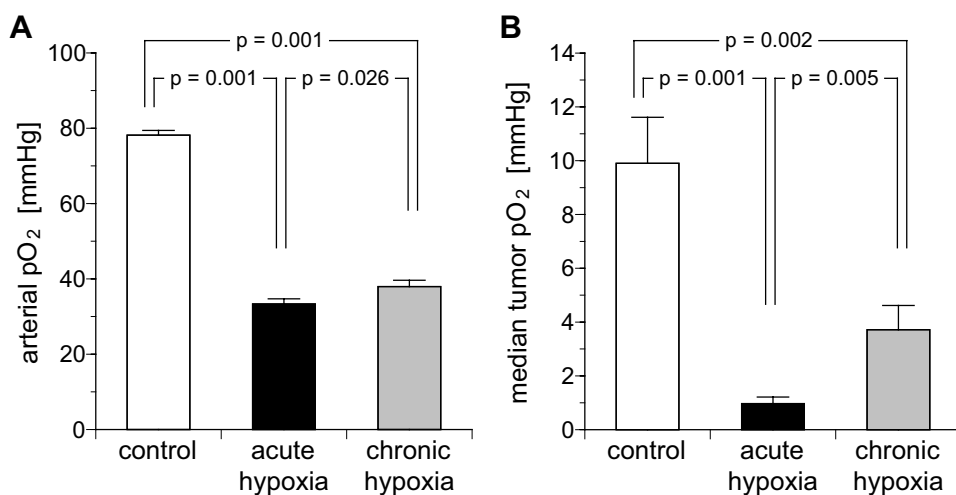 A
p = 0.001
p = 0.001
p = 0.026
arterial pO₂ [mmHg]
100
80
60
40
20
0
control
acute
hypoxia
chronic
hypoxia
B
p = 0.002
p = 0.001
p = 0.005
median tumor pO₂ [mmHg]
14
12
10
8
6
4
2
0
control
acute
hypoxia
chronic
hypoxia